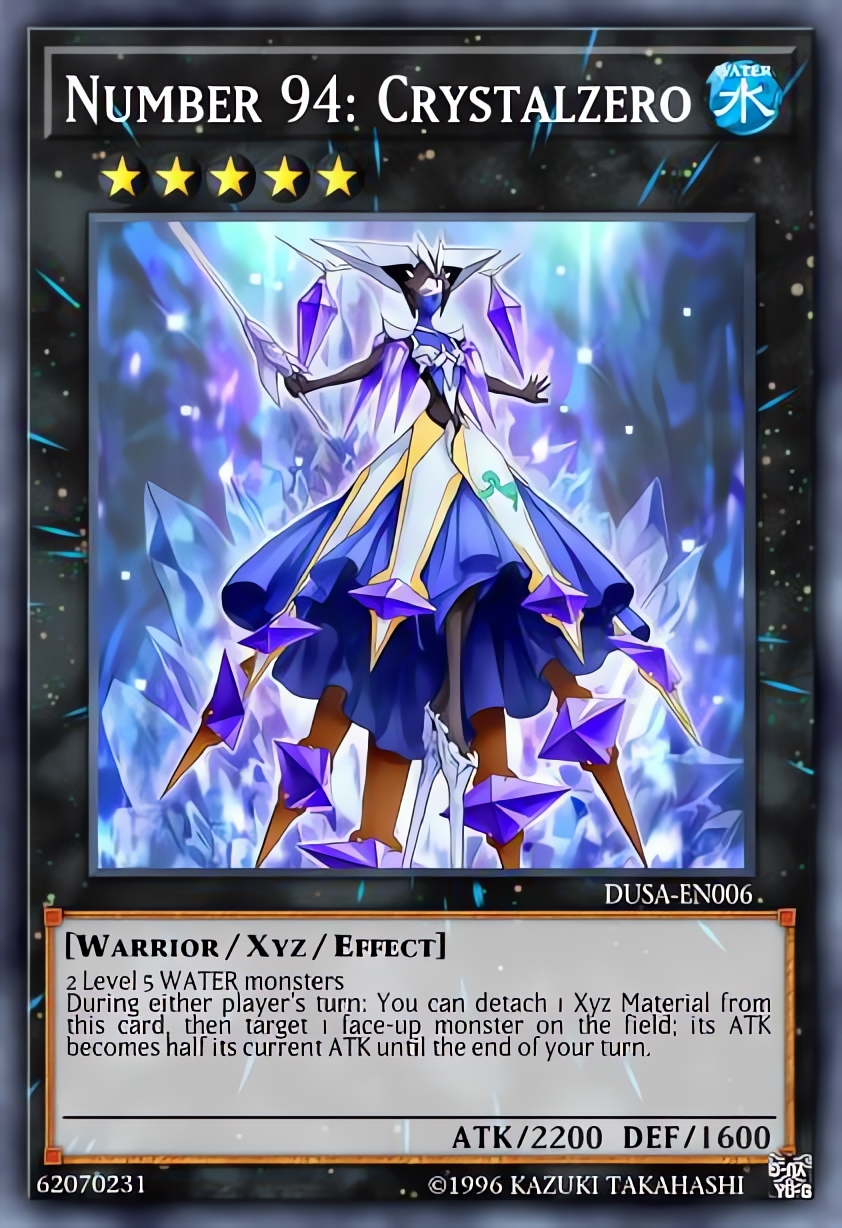 NUMBER 94: CRYSTALZERO
WATER
水
DUSA-EN006
[WARRIOR / XYZ / EFFECT]
2 Level 5 WATER monsters
During either player's turn: You can detach 1 Xyz Material from
this card, then target 1 face-up monster on the field; its ATK
becomes half its current ATK until the end of your turn.
ATK/2200 DEF/1600
62070231
©1996 KAZUKI TAKAHASHI